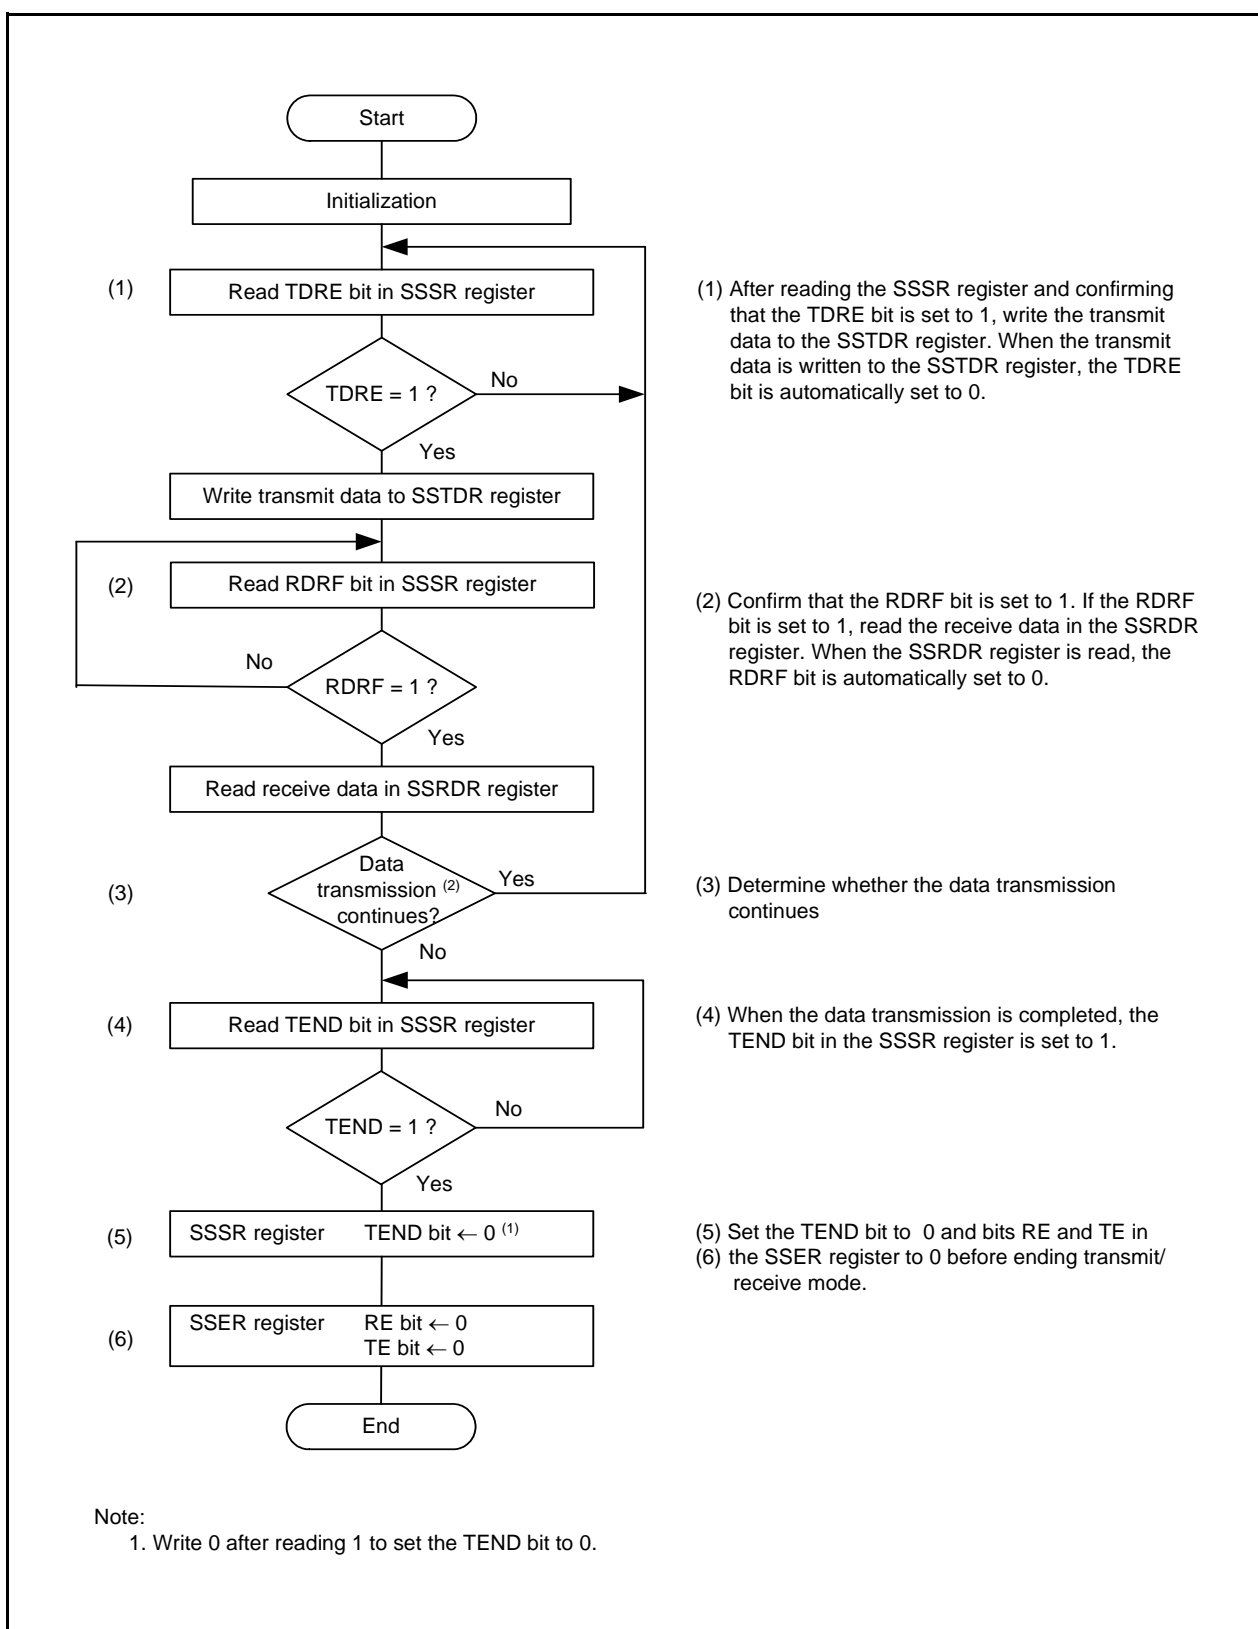 Start
Initialization
(1)
Read TDRE bit in SSSR register
TDRE = 1 ?
No
Yes
Write transmit data to SSTDR register
(2)
Read RDRF bit in SSSR register
No
RDRF = 1 ?
Yes
Read receive data in SSRDR register
(3)
Data
transmission (2)
continues?
Yes
No
(4)
Read TEND bit in SSSR register
TEND = 1 ?
No
Yes
(5)
SSSR register TEND bit ← 0 (1)
(6)
SSER register RE bit ← 0
TE bit ← 0
End
(1) After reading the SSSR register and confirming
that the TDRE bit is set to 1, write the transmit
data to the SSTDR register. When the transmit
data is written to the SSTDR register, the TDRE
bit is automatically set to 0.
(2) Confirm that the RDRF bit is set to 1. If the RDRF
bit is set to 1, read the receive data in the SSRDR
register. When the SSRDR register is read, the
RDRF bit is automatically set to 0.
(3) Determine whether the data transmission
continues
(4) When the data transmission is completed, the
TEND bit in the SSSR register is set to 1.
(5) Set the TEND bit to 0 and bits RE and TE in
(6) the SSER register to 0 before ending transmit/
receive mode.
Note:
1. Write 0 after reading 1 to set the TEND bit to 0.